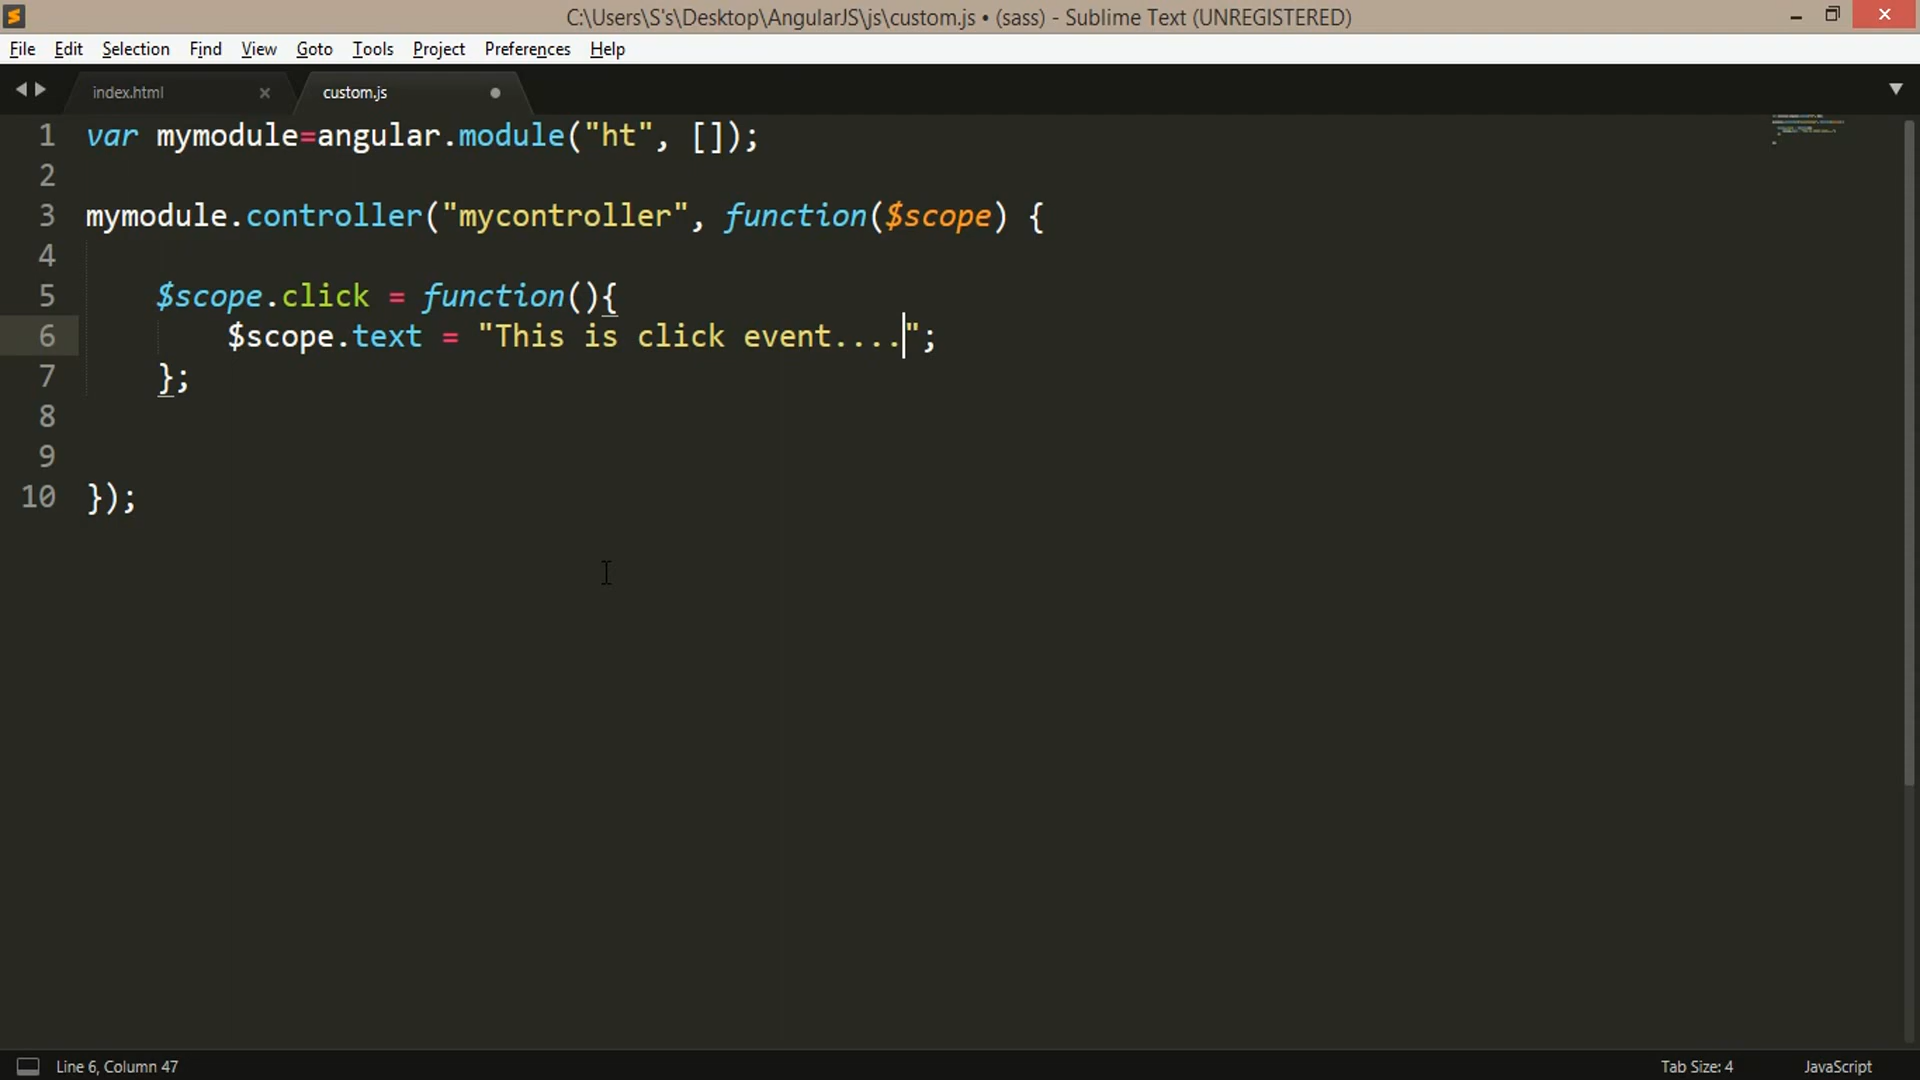 C:\Users\S's\Desktop\AngularJS\js\custom.js • (sass) - Sublime Text (UNREGISTERED)
File Edit Selection Find View Goto Tools Project Preferences Help
index.html × custom.js
1 var mymodule=angular.module("ht", []);
2
3 mymodule.controller("mycontroller", function($scope) {
4
5 $scope.click = function(){
6 $scope.text = "This is click event....";
7 };
8
9
10 });
Line 6, Column 47 Tab Size: 4 JavaScript